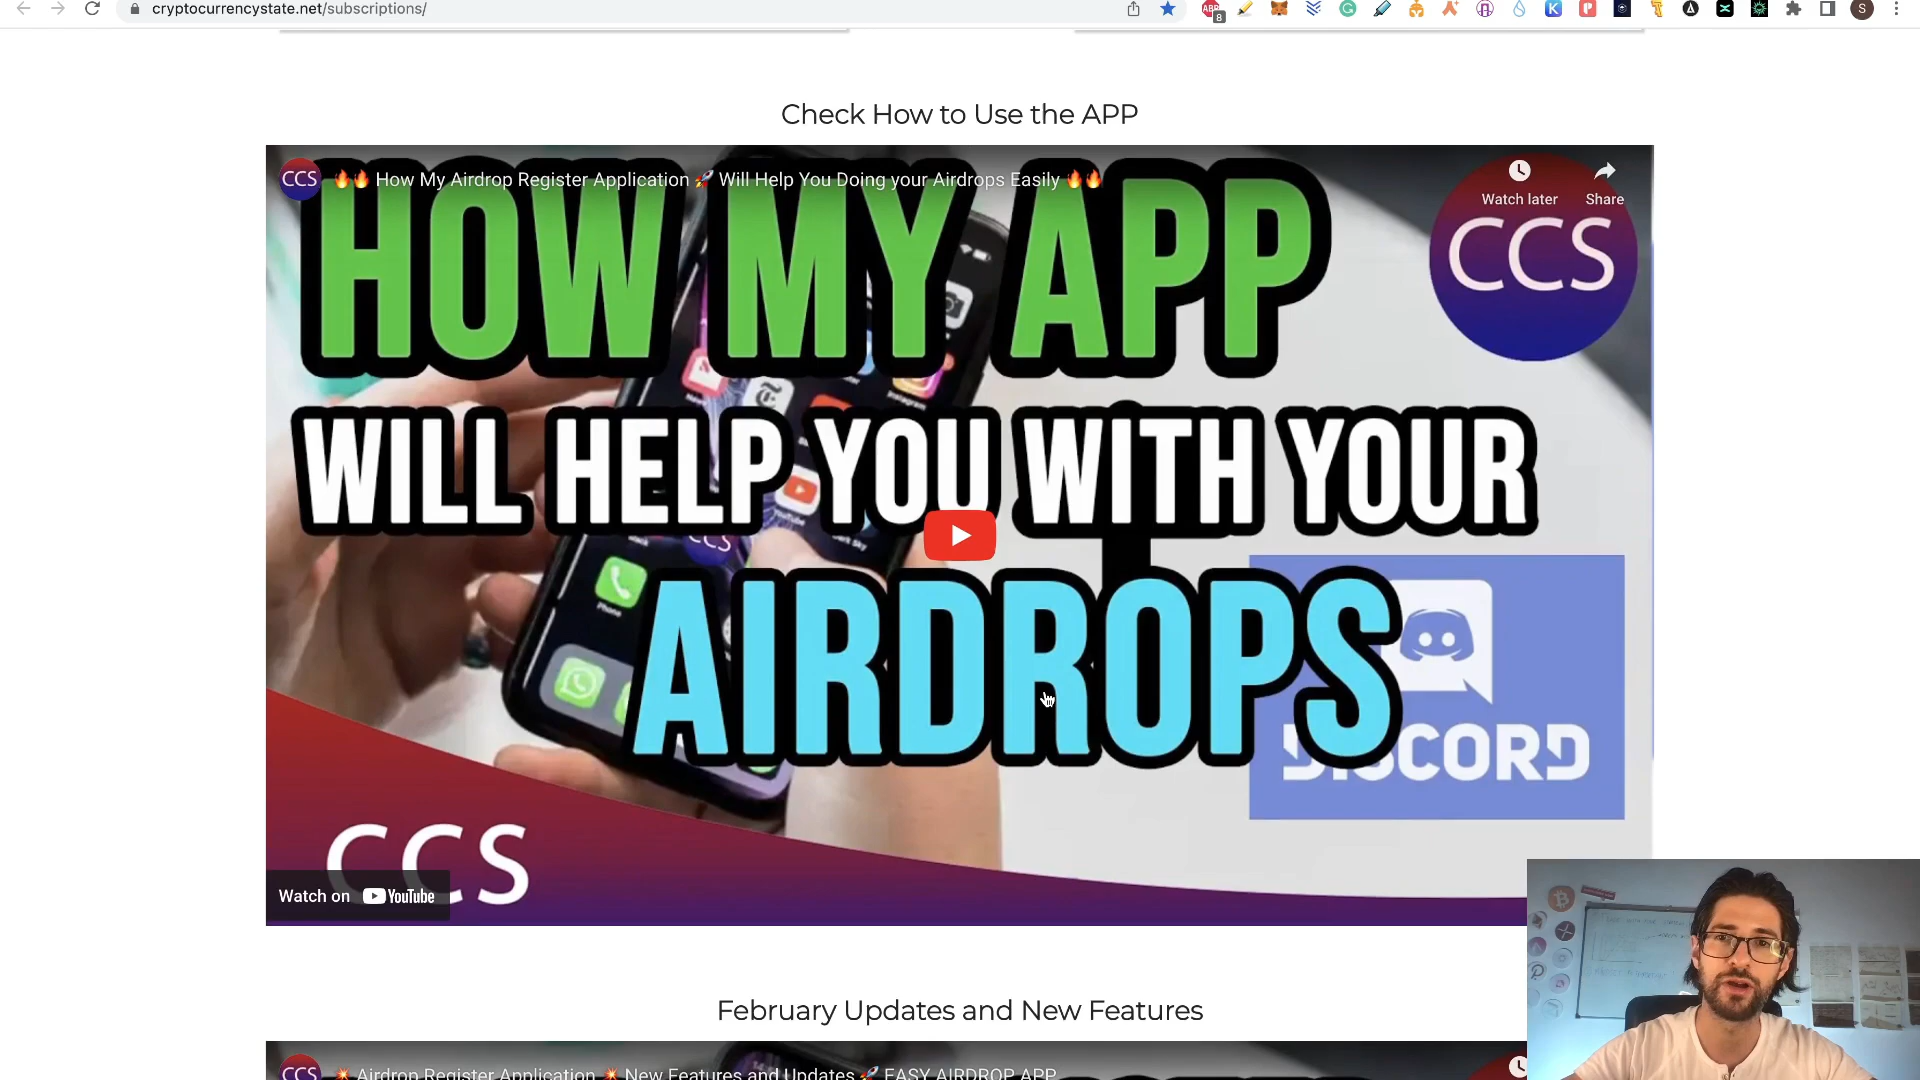 cryptocurrencystate.net/subscriptions/
8
S
Check How to Use the APP
CCS
🔥🔥 How My Airdrop Register Application 🚀 Will Help You Doing your Airdrops Easily 🔥🔥
Watch later
Share
HOW MY APP
CCS
WILL HELP YOU WITH YOUR
AIRDROPS
DISCORD
Phone
CCS
Watch on YouTube
February Updates and New Features
CCS
💥 Airdrop Register Application 💥 New Features and Updates 🚀 EASY AIRDROP APP